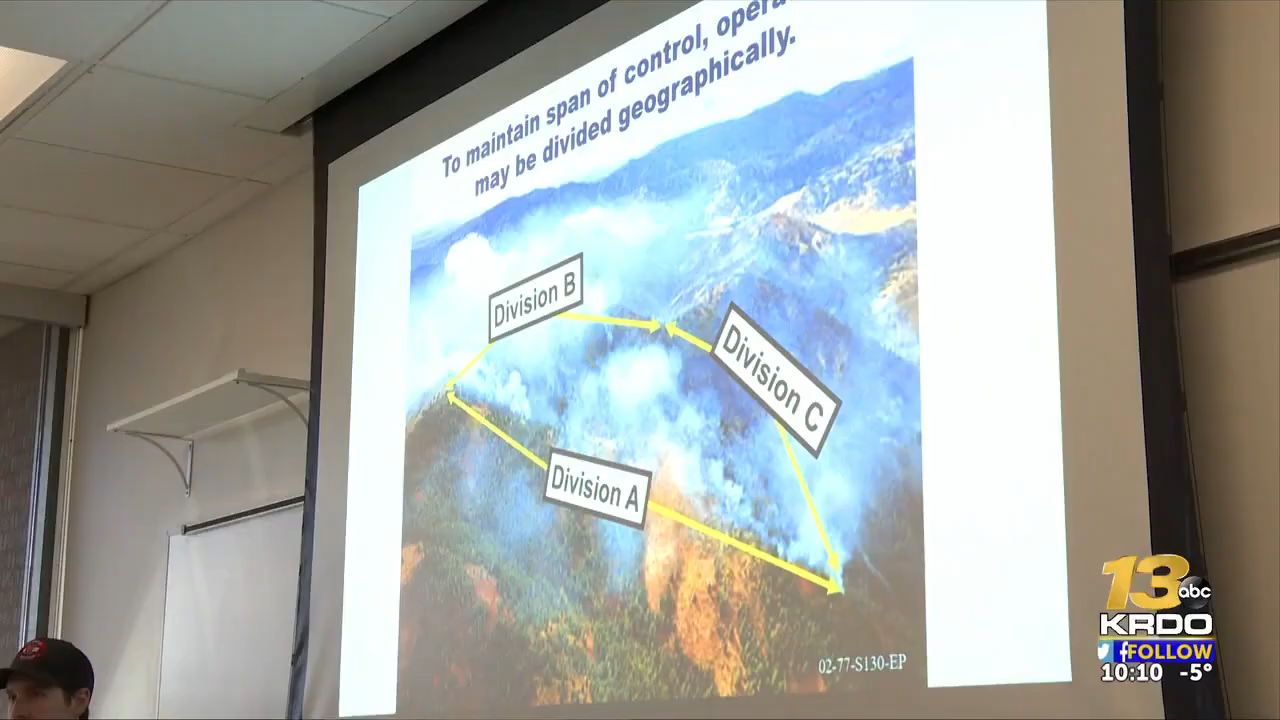 To maintain span of control,
may be divided geographically.
Division B
Division C
Division A
02-77-S130-EP
13 abc
KRDO
FOLLOW
10:10 -5°